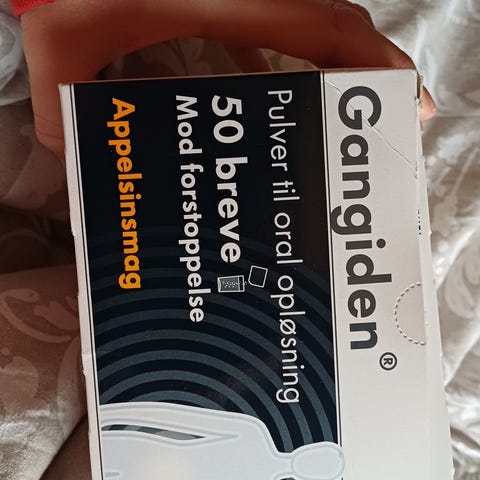 Gangiden®
Pulver til oral opløsning
50 breve
Mod forstoppelse
Appelsinsmag